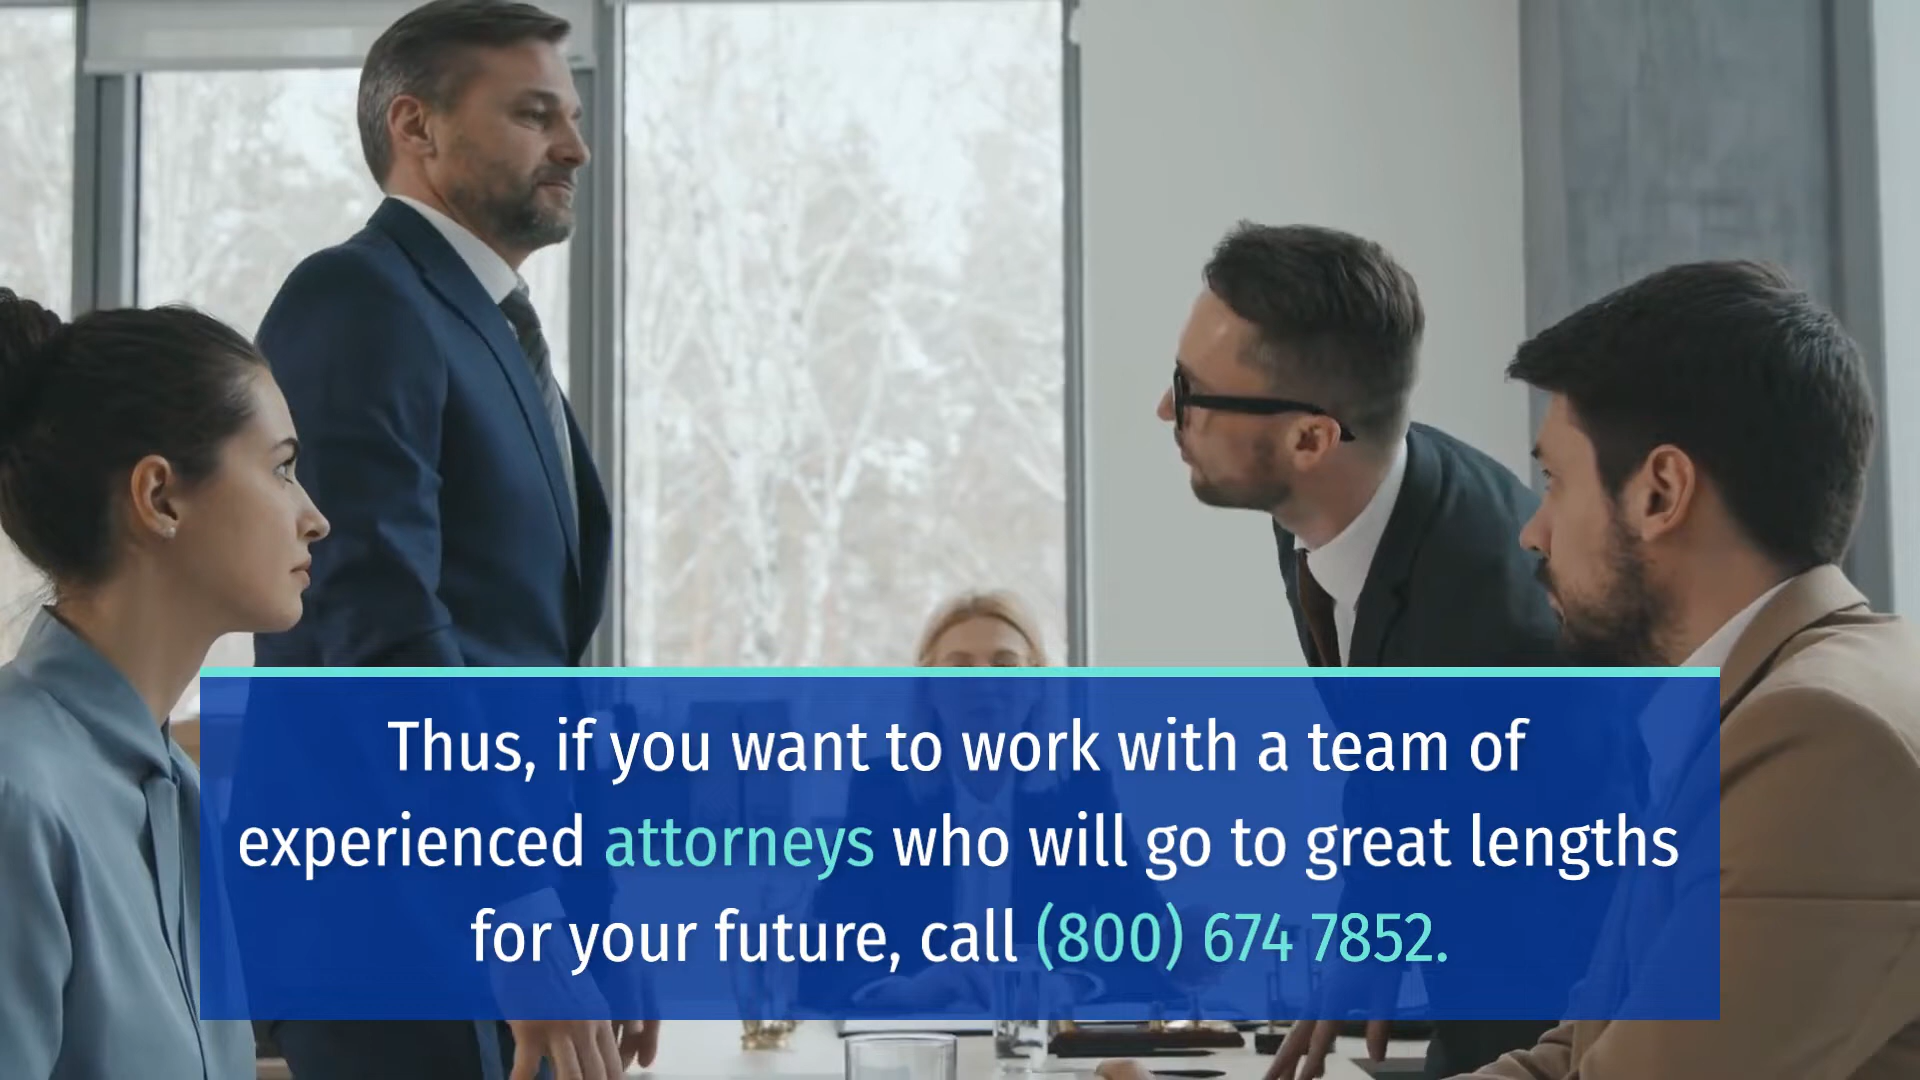 Thus, if you want to work with a team of
experienced attorneys who will go to great lengths
for your future, call (800) 674 7852.